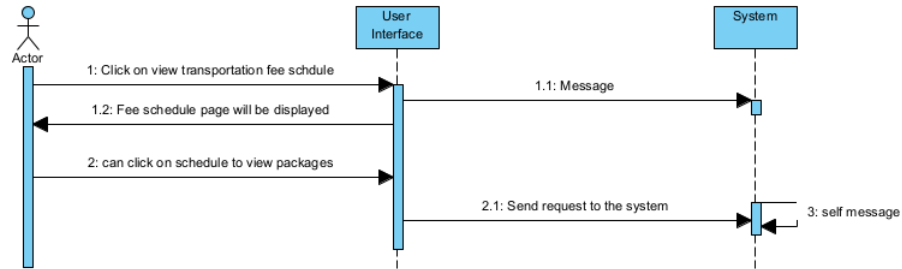 User
Interface
System
Actor
1: Click on view transportation fee schdule
1.1: Message
1.2: Fee schedule page will be displayed
2: can click on schedule to view packages
2.1: Send request to the system
3: self message